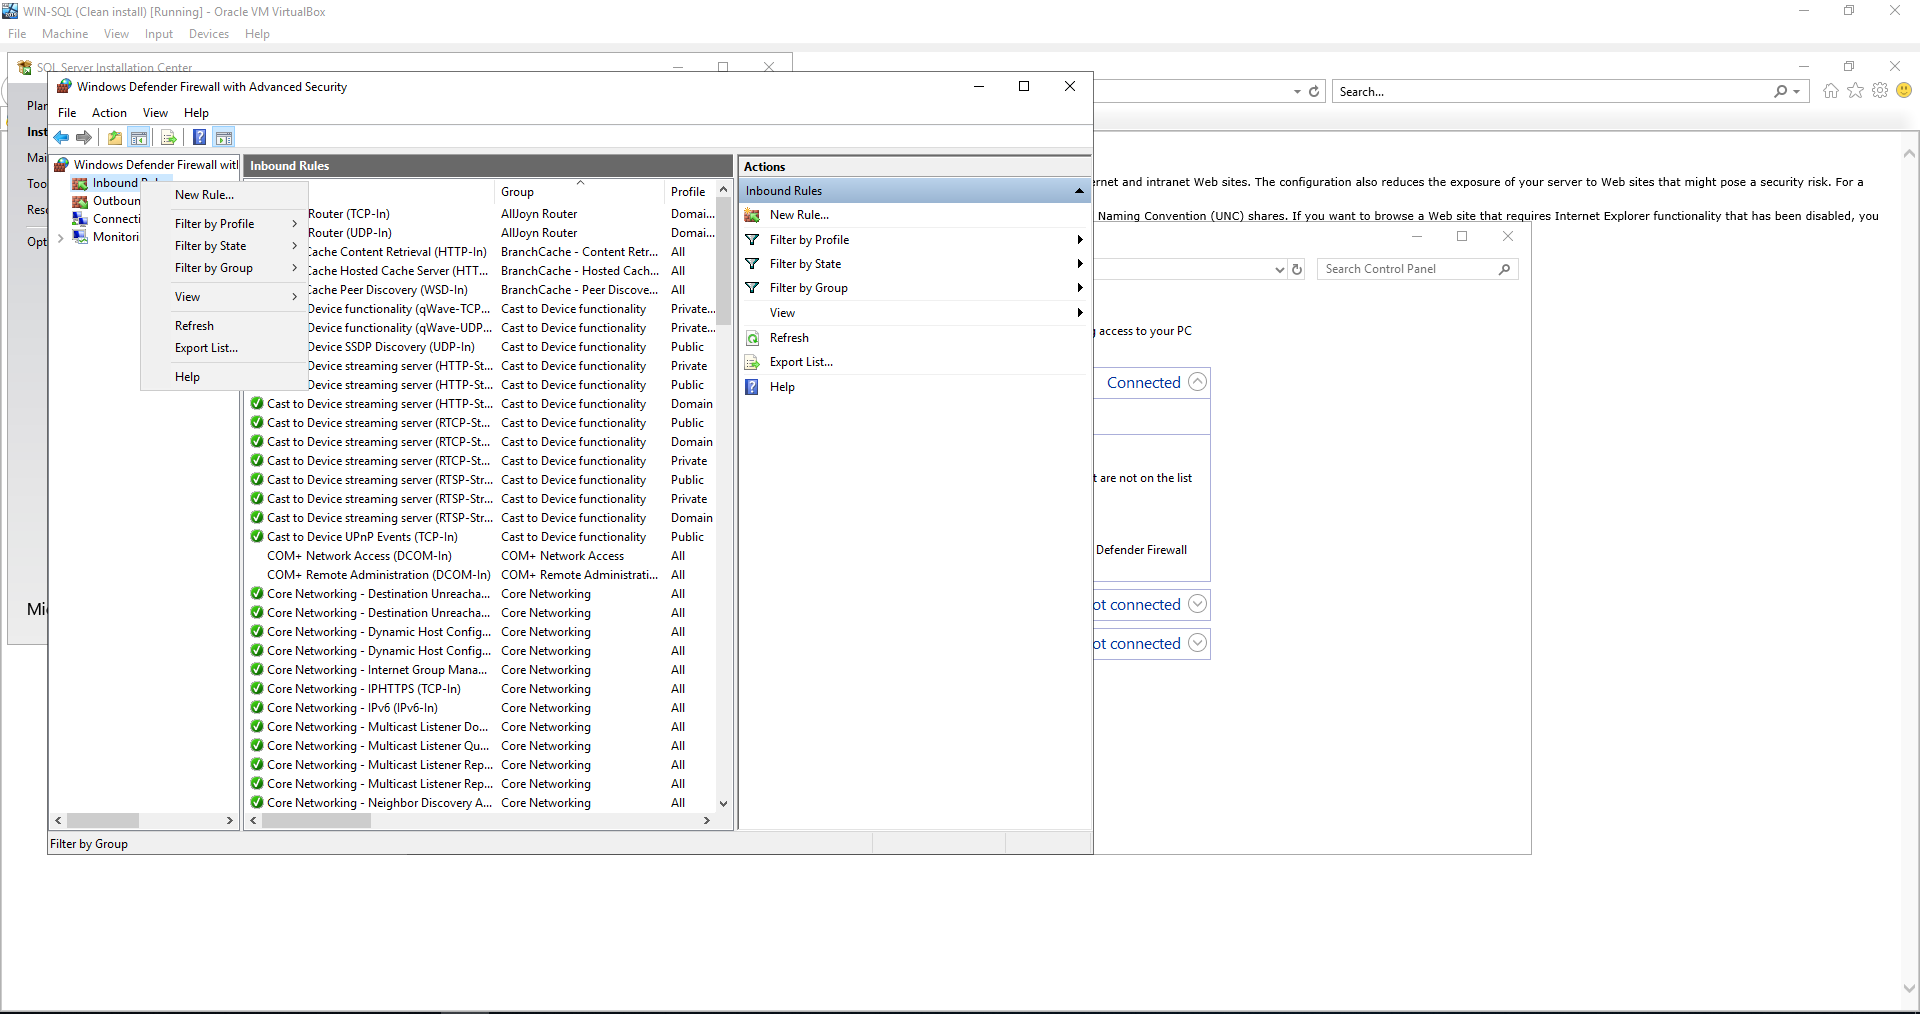 WIN-SQL (Clean install) [Running] - Oracle VM VirtualBox
File Machine View Input Devices Help
SQL Server Installation Center
Windows Defender Firewall with Advanced Security
File Action View Help
Search...
Windows Defender Firewall wit
Inbound
Outboun
Connecti
Monitori
New Rule...
Filter by Profile
Filter by State
Filter by Group
View
Refresh
Export List...
Help
Inbound Rules
Group Profile
Router (TCP-In) AllJoyn Router Domai...
Router (UDP-In) AllJoyn Router Domai...
ache Content Retrieval (HTTP-In) BranchCache - Content Retr... All
ache Hosted Cache Server (HTT... BranchCache - Hosted Cach... All
ache Peer Discovery (WSD-In) BranchCache - Peer Discove... All
Device functionality (qWave-TCP... Cast to Device functionality Private...
Device functionality (qWave-UDP... Cast to Device functionality Private...
Device SSDP Discovery (UDP-In) Cast to Device functionality Public
Device streaming server (HTTP-St... Cast to Device functionality Private
Device streaming server (HTTP-St... Cast to Device functionality Public
Cast to Device streaming server (HTTP-St... Cast to Device functionality Domain
Cast to Device streaming server (RTCP-St... Cast to Device functionality Public
Cast to Device streaming server (RTCP-St... Cast to Device functionality Domain
Cast to Device streaming server (RTCP-St... Cast to Device functionality Private
Cast to Device streaming server (RTSP-Str... Cast to Device functionality Public
Cast to Device streaming server (RTSP-Str... Cast to Device functionality Private
Cast to Device streaming server (RTSP-Str... Cast to Device functionality Domain
Cast to Device UPnP Events (TCP-In) Cast to Device functionality Public
COM+ Network Access (DCOM-In) COM+ Network Access All
COM+ Remote Administration (DCOM-In) COM+ Remote Administrati... All
Core Networking - Destination Unreacha... Core Networking All
Core Networking - Destination Unreacha... Core Networking All
Core Networking - Dynamic Host Config... Core Networking All
Core Networking - Dynamic Host Config... Core Networking All
Core Networking - Internet Group Mana... Core Networking All
Core Networking - IPHTTPS (TCP-In) Core Networking All
Core Networking - IPv6 (IPv6-In) Core Networking All
Core Networking - Multicast Listener Do... Core Networking All
Core Networking - Multicast Listener Qu... Core Networking All
Core Networking - Multicast Listener Rep... Core Networking All
Core Networking - Multicast Listener Rep... Core Networking All
Core Networking - Neighbor Discovery A... Core Networking All
Filter by Group
Actions
Inbound Rules
New Rule...
Filter by Profile
Filter by State
Filter by Group
View
Refresh
Export List...
Help
Plar
Inst
Mai
Too
Reso
Opt
Mi
rnet and intranet Web sites. The configuration also reduces the exposure of your server to Web sites that might pose a security risk. For a
Naming Convention (UNC) shares. If you want to browse a Web site that requires Internet Explorer functionality that has been disabled, you
Search Control Panel
access to your PC
Connected
t are not on the list
Defender Firewall
ot connected
ot connected